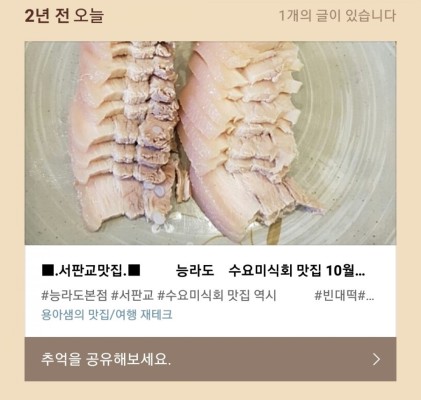 2년 전 오늘
1개의 글이 있습니다
■.서판교맛집.■ 능라도 수요미식회 맛집 10월...
#능라도본점 #서판교 #수요미식회 맛집 역시 #빈대떡#...
용아샘의 맛집/여행 재테크
추억을 공유해보세요.